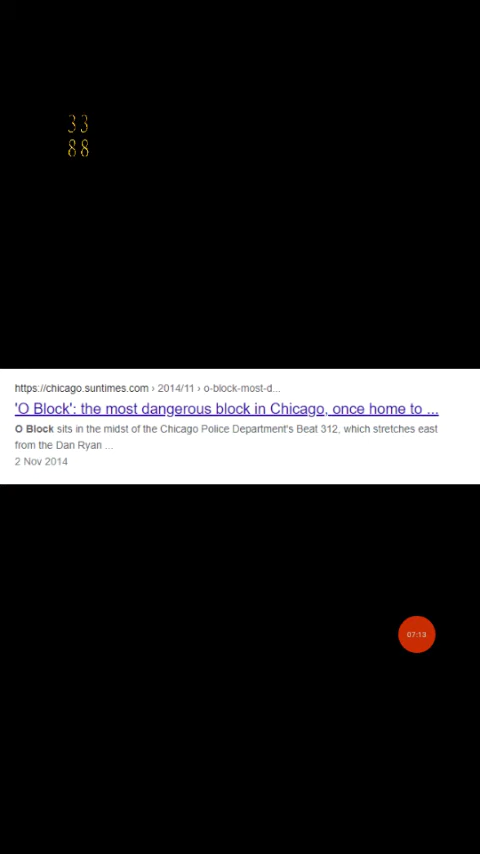 33
88
https://chicago.suntimes.com › 2014/11 › o-block-most-d...
'O Block': the most dangerous block in Chicago, once home to ...
O Block sits in the midst of the Chicago Police Department's Beat 312, which stretches east
from the Dan Ryan ...
2 Nov 2014
07:13